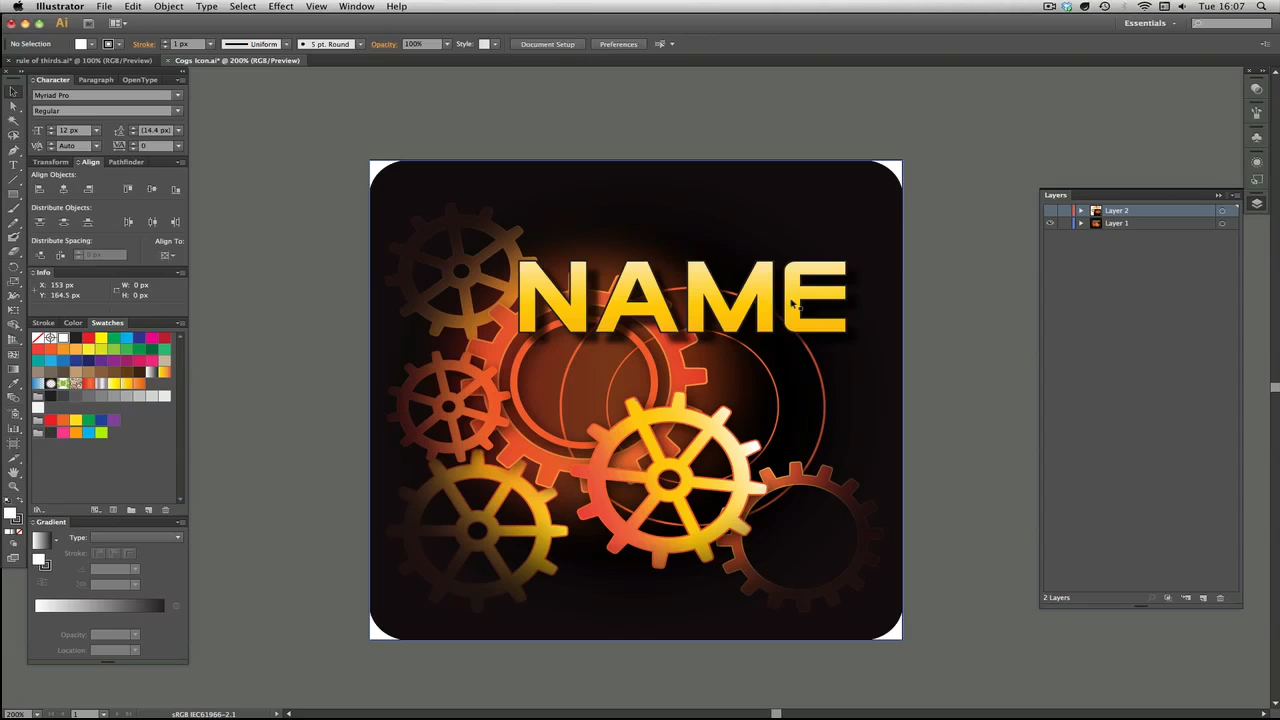 Illustrator File Edit Object Type Select Effect View Window Help Tue 16:07
Ai Essentials
No Selection Stroke: 1 px Uniform 5 pt. Round Opacity: 100% Style: Document Setup Preferences
rule of thirds.ai* @ 100% (RGB/Preview) Cogs Icon.ai* @ 200% (RGB/Preview)
Character Paragraph OpenType
Myriad Pro
Regular
12 px (14.4 px)
Auto 0
Transform Align Pathfinder
Align Objects:
Distribute Objects:
Distribute Spacing: Align To:
0 px
Info
X: 153 px W: 0 px
Y: 164.5 px H: 0 px
Stroke Color Swatches
Gradient
Type:
Stroke:
Opacity:
Location:
NAME
Layers
Layer 2
Layer 1
2 Layers
200% 1 sRGB IEC61966-2.1